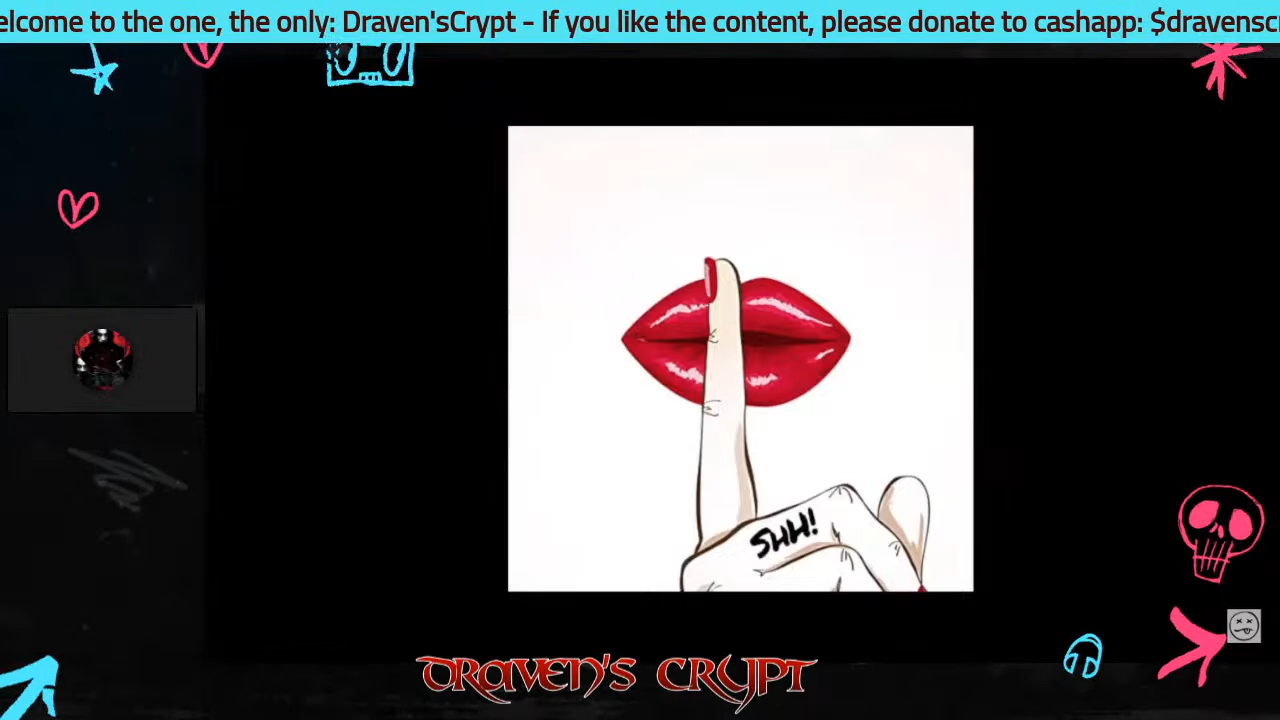 elcome to the one, the only: Draven'sCrypt - If you like the content, please donate to cashapp: $dravenscr
SHH!
DRAVEN'S CRYPT